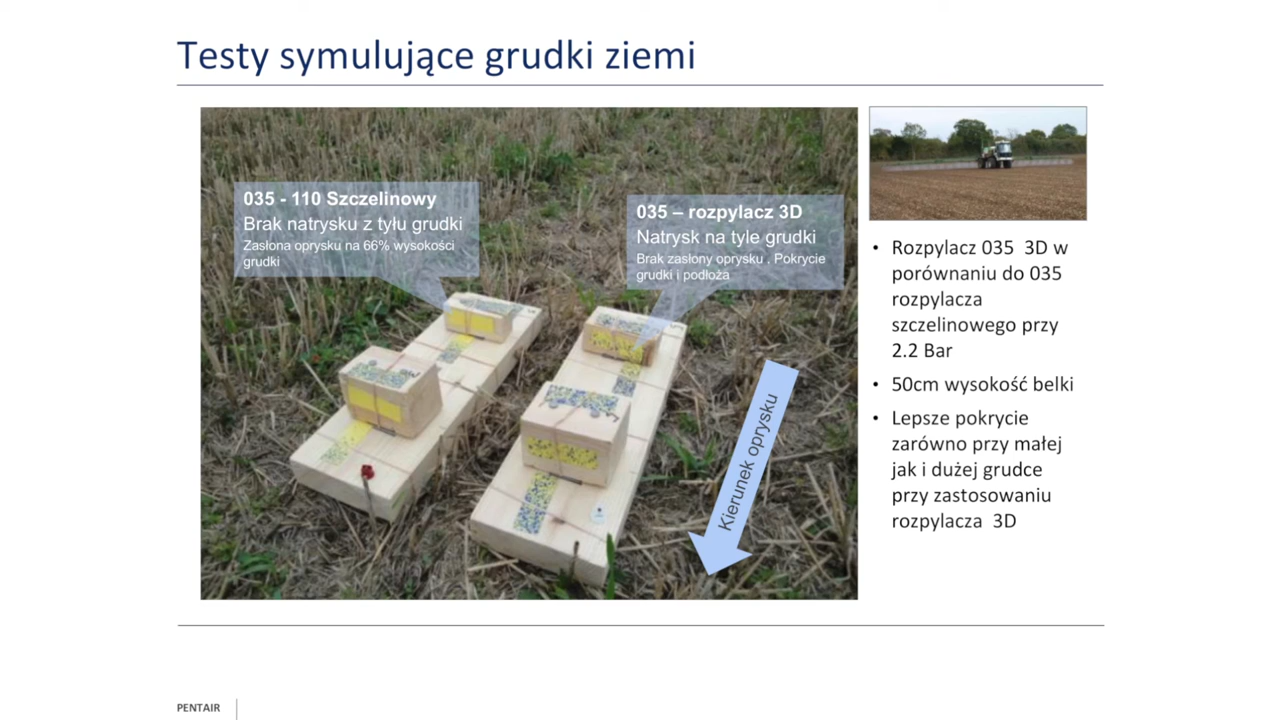 Testy symulujące grudki ziemi
035 - 110 Szczelinowy
Brak natrysku z tyłu grudki
Zasłona oprysku na 66% wysokości
grudki
035 – rozpylacz 3D
Natrysk na tyle grudki
Brak zasłony oprysku . Pokrycie
grudki i podłoża
Kierunek oprysku
• Rozpylacz 035 3D w
porównaniu do 035
rozpylacza
szczelinowego przy
2.2 Bar
• 50cm wysokość belki
• Lepsze pokrycie
zarówno przy małej
jak i dużej grudce
przy zastosowaniu
rozpylacza 3D
PENTAIR